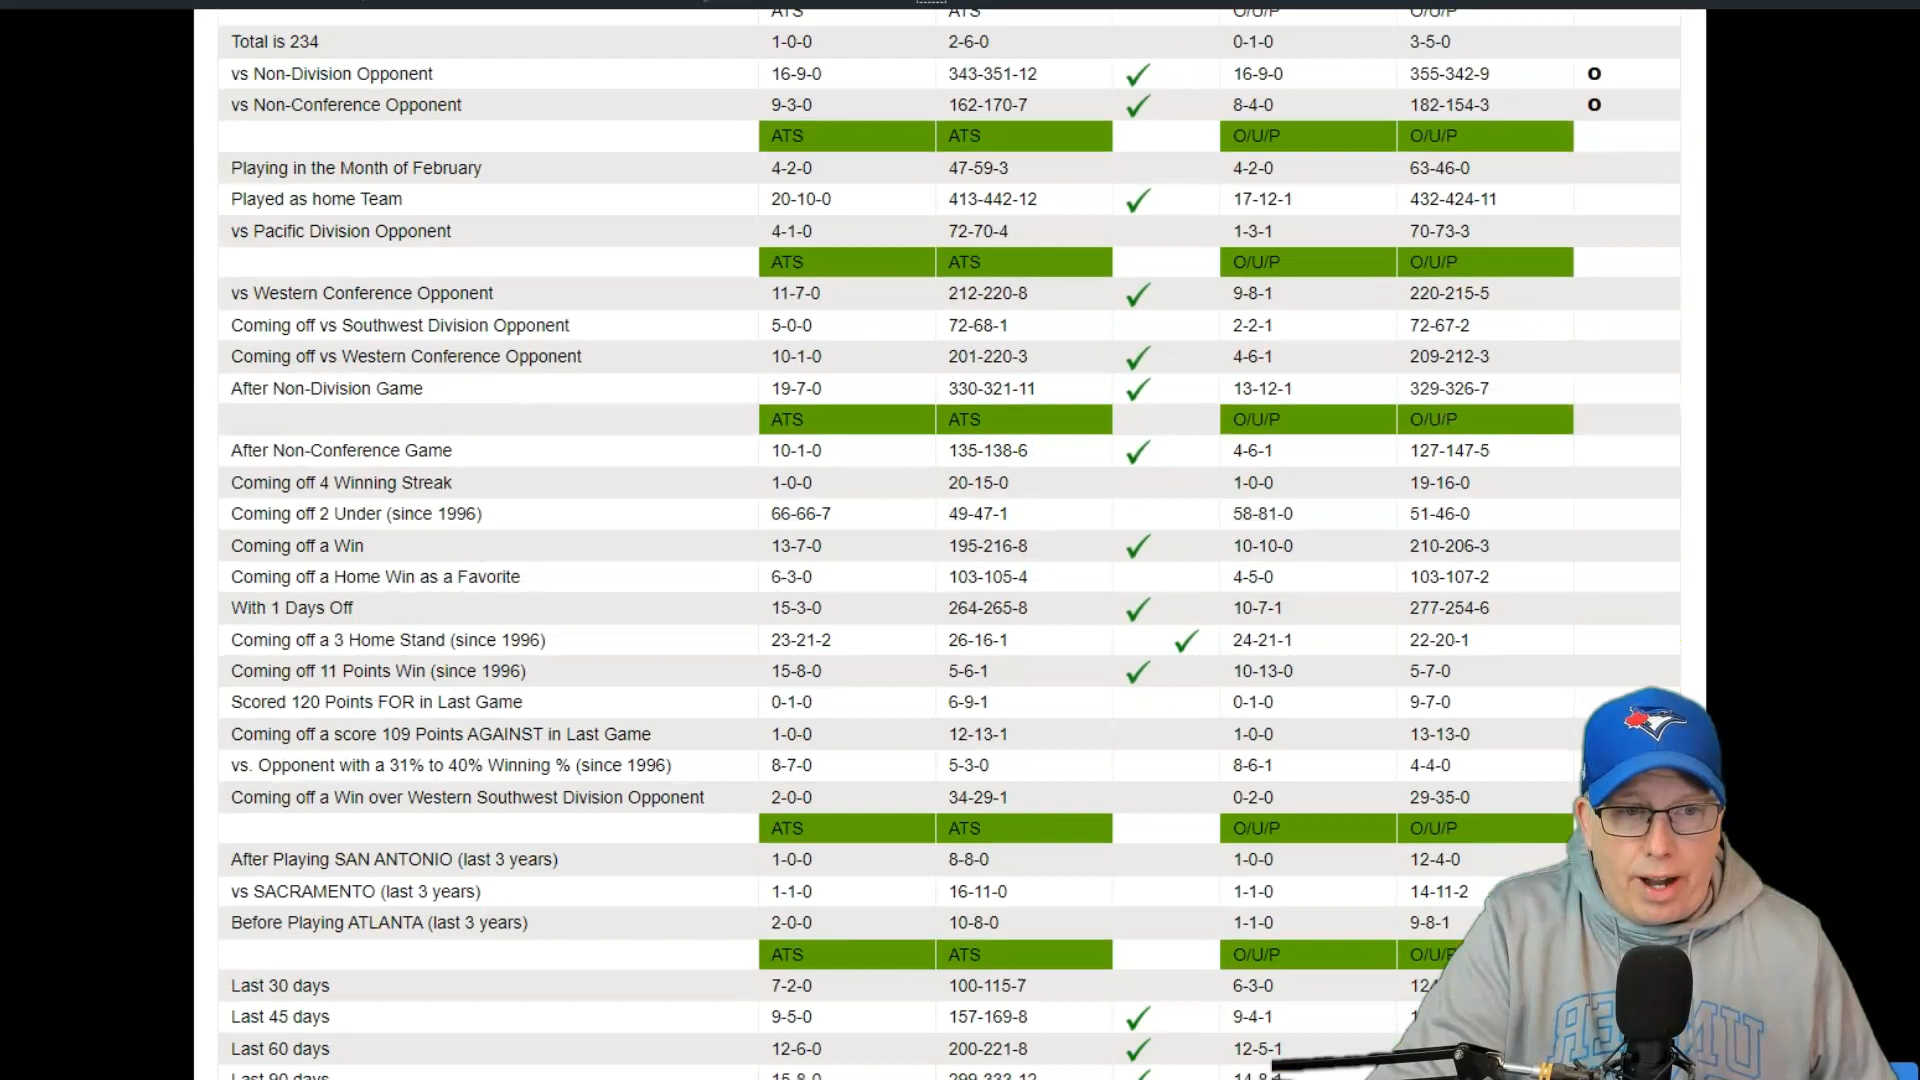 ATS ATS O/U/P O/U/P
Total is 234 1-0-0 2-6-0 0-1-0 3-5-0
vs Non-Division Opponent 16-9-0 343-351-12 16-9-0 355-342-9 O
vs Non-Conference Opponent 9-3-0 162-170-7 8-4-0 182-154-3 O
ATS ATS O/U/P O/U/P
Playing in the Month of February 4-2-0 47-59-3 4-2-0 63-46-0
Played as home Team 20-10-0 413-442-12 17-12-1 432-424-11
vs Pacific Division Opponent 4-1-0 72-70-4 1-3-1 70-73-3
ATS ATS O/U/P O/U/P
vs Western Conference Opponent 11-7-0 212-220-8 9-8-1 220-215-5
Coming off vs Southwest Division Opponent 5-0-0 72-68-1 2-2-1 72-67-2
Coming off vs Western Conference Opponent 10-1-0 201-220-3 4-6-1 209-212-3
After Non-Division Game 19-7-0 330-321-11 13-12-1 329-326-7
ATS ATS O/U/P O/U/P
After Non-Conference Game 10-1-0 135-138-6 4-6-1 127-147-5
Coming off 4 Winning Streak 1-0-0 20-15-0 1-0-0 19-16-0
Coming off 2 Under (since 1996) 66-66-7 49-47-1 58-81-0 51-46-0
Coming off a Win 13-7-0 195-216-8 10-10-0 210-206-3
Coming off a Home Win as a Favorite 6-3-0 103-105-4 4-5-0 103-107-2
With 1 Days Off 15-3-0 264-265-8 10-7-1 277-254-6
Coming off a 3 Home Stand (since 1996) 23-21-2 26-16-1 24-21-1 22-20-1
Coming off 11 Points Win (since 1996) 15-8-0 5-6-1 10-13-0 5-7-0
Scored 120 Points FOR in Last Game 0-1-0 6-9-1 0-1-0 9-7-0
Coming off a score 109 Points AGAINST in Last Game 1-0-0 12-13-1 1-0-0 13-13-0
vs. Opponent with a 31% to 40% Winning % (since 1996) 8-7-0 5-3-0 8-6-1 4-4-0
Coming off a Win over Western Southwest Division Opponent 2-0-0 34-29-1 0-2-0 29-35-0
ATS ATS O/U/P O/U/P
After Playing SAN ANTONIO (last 3 years) 1-0-0 8-8-0 1-0-0 12-4-0
vs SACRAMENTO (last 3 years) 1-1-0 16-11-0 1-1-0 14-11-2
Before Playing ATLANTA (last 3 years) 2-0-0 10-8-0 1-1-0 9-8-1
ATS ATS O/U/P O/U/P
Last 30 days 7-2-0 100-115-7 6-3-0
Last 45 days 9-5-0 157-169-8 9-4-1
Last 60 days 12-6-0 200-221-8 12-5-1
Last 90 days 15-8-0 299-333-12